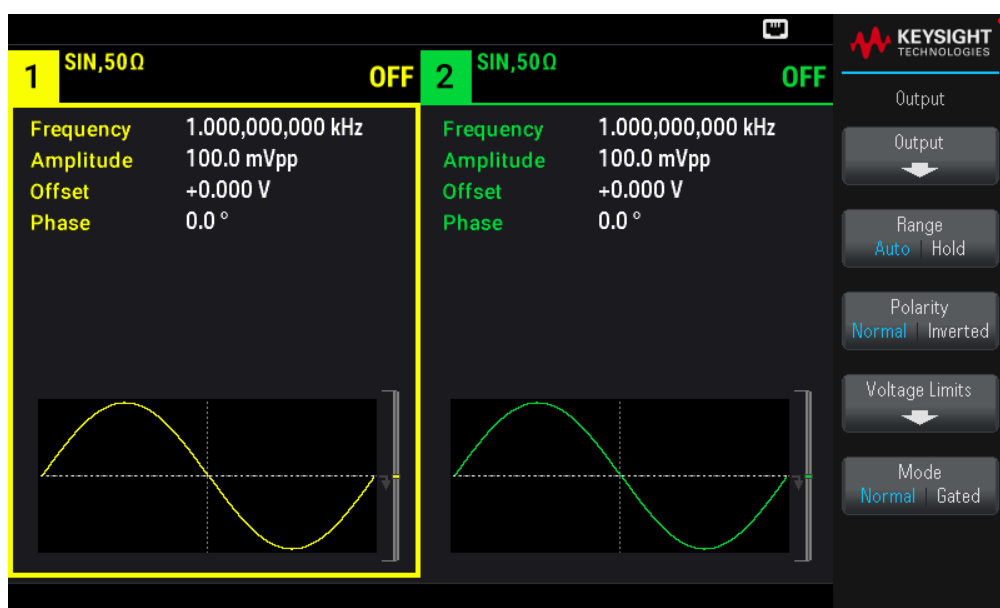 KEYSIGHT
TECHNOLOGIES
1 SIN,50Ω OFF
2 SIN,50Ω OFF
Frequency 1.000,000,000 kHz
Amplitude 100.0 mVpp
Offset +0.000 V
Phase 0.0 °
Frequency 1.000,000,000 kHz
Amplitude 100.0 mVpp
Offset +0.000 V
Phase 0.0 °
Output
Output
Range
Auto | Hold
Polarity
Normal | Inverted
Voltage Limits
Mode
Normal | Gated